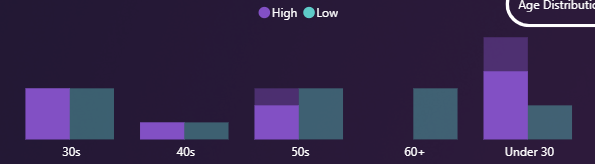 High Low
Age Distributio
30s 40s 50s 60+ Under 30